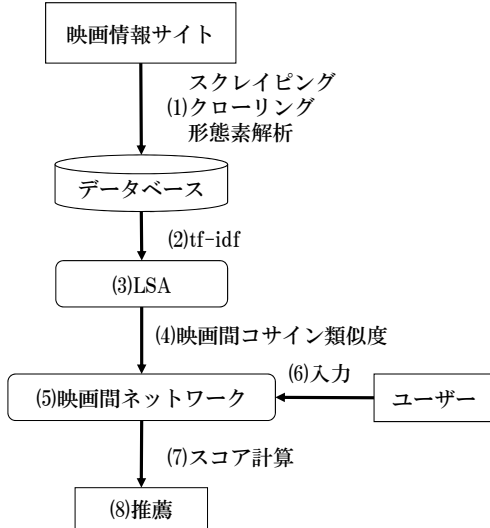 映画情報サイト
スクレイピング
(1)クローリング
形態素解析
データベース
(2)tf-idf
(3)LSA
(4)映画間コサイン類似度
(5)映画間ネットワーク
(6)入力
ユーザー
(7)スコア計算
(8)推薦